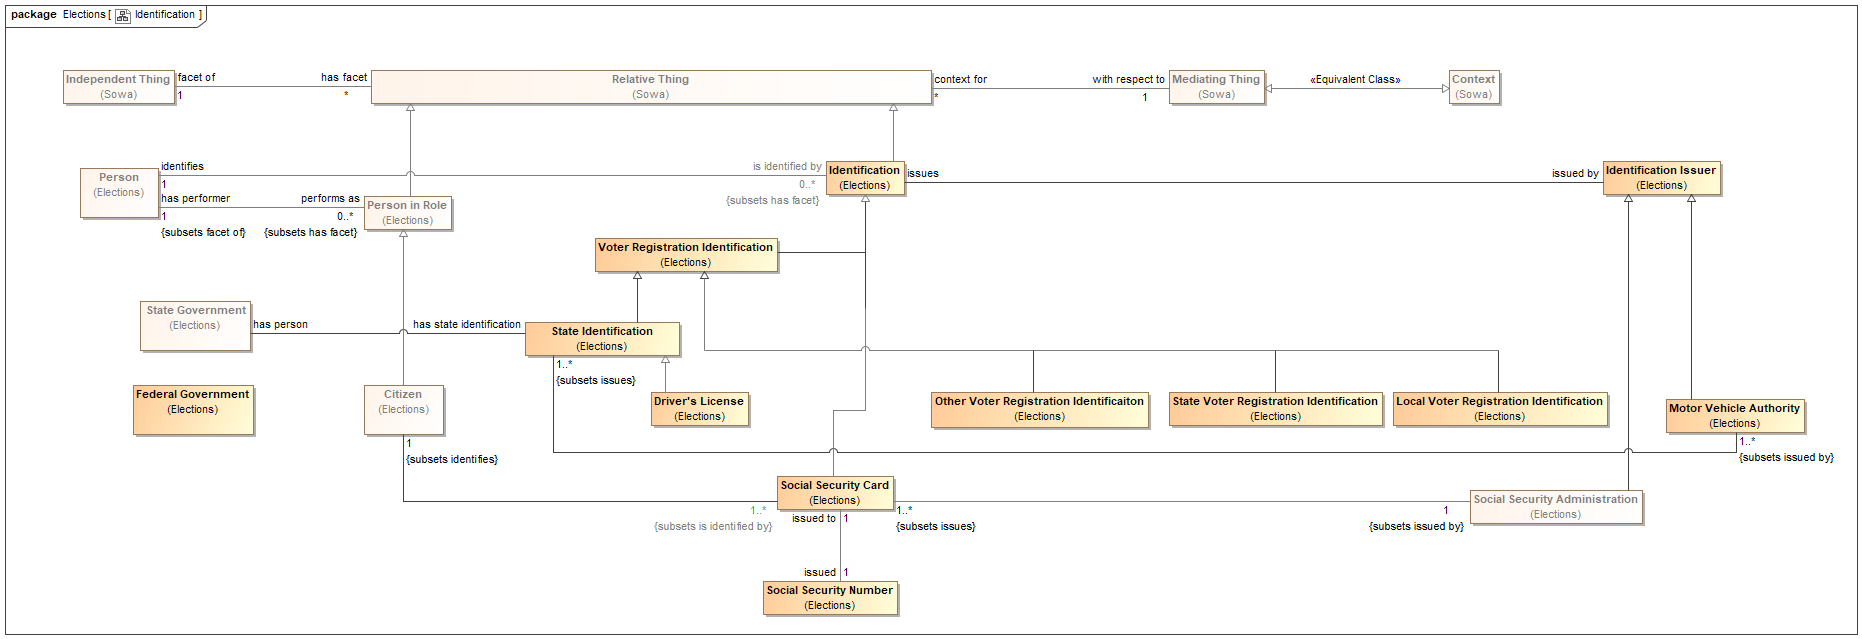 package Elections [ Identification ]
Independent Thing
(Sowa)
facet of
1
has facet
*
Relative Thing
(Sowa)
context for
*
with respect to
1
Mediating Thing
(Sowa)
«Equivalent Class»
Context
(Sowa)
Person
(Elections)
identifies
1
is identified by
0..*
{subsets has facet}
Identification
(Elections)
issues
issued by
Identification Issuer
(Elections)
has performer
1
{subsets facet of}
performs as
0..*
{subsets has facet}
Person in Role
(Elections)
Voter Registration Identification
(Elections)
State Government
(Elections)
has person
has state identification
State Identification
(Elections)
1..*
{subsets issues}
Federal Government
(Elections)
Citizen
(Elections)
1
{subsets identifies}
Driver's License
(Elections)
Other Voter Registration Identificaiton
(Elections)
State Voter Registration Identification
(Elections)
Local Voter Registration Identification
(Elections)
Motor Vehicle Authority
(Elections)
1..*
{subsets issued by}
Social Security Card
(Elections)
1..*
{subsets is identified by}
issued to
1
1..*
{subsets issues}
1
{subsets issued by}
Social Security Administration
(Elections)
issued
1
Social Security Number
(Elections)